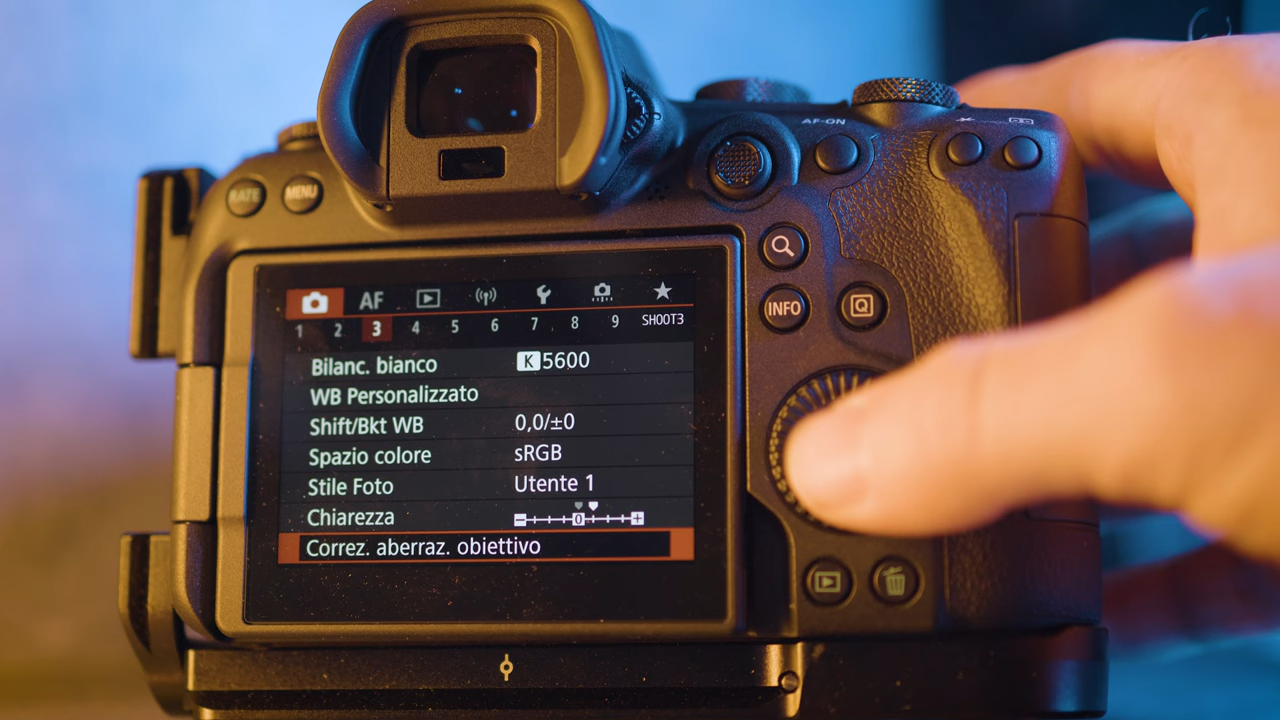 AF-ON
RATE
MENU
INFO
Q
AF
1 2 3 4 5 6 7 8 9 SHOOT3
Bilanc. bianco K 5600
WB Personalizzato
Shift/Bkt WB 0,0/±0
Spazio colore sRGB
Stile Foto Utente 1
Chiarezza 0
Correz. aberraz. obiettivo